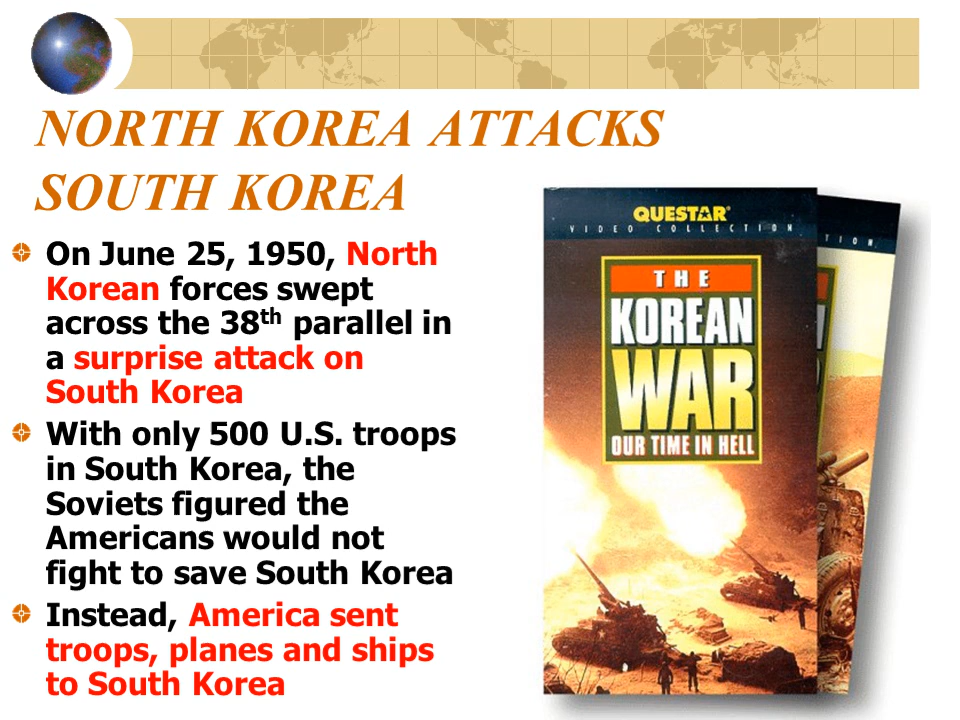 NORTH KOREA ATTACKS
SOUTH KOREA
On June 25, 1950, North
Korean forces swept
across the 38th parallel in
a surprise attack on
South Korea
With only 500 U.S. troops
in South Korea, the
Soviets figured the
Americans would not
fight to save South Korea
Instead, America sent
troops, planes and ships
to South Korea
QUESTAR
VIDEO COLLECTION
THE
KOREAN
WAR
OUR TIME IN HELL